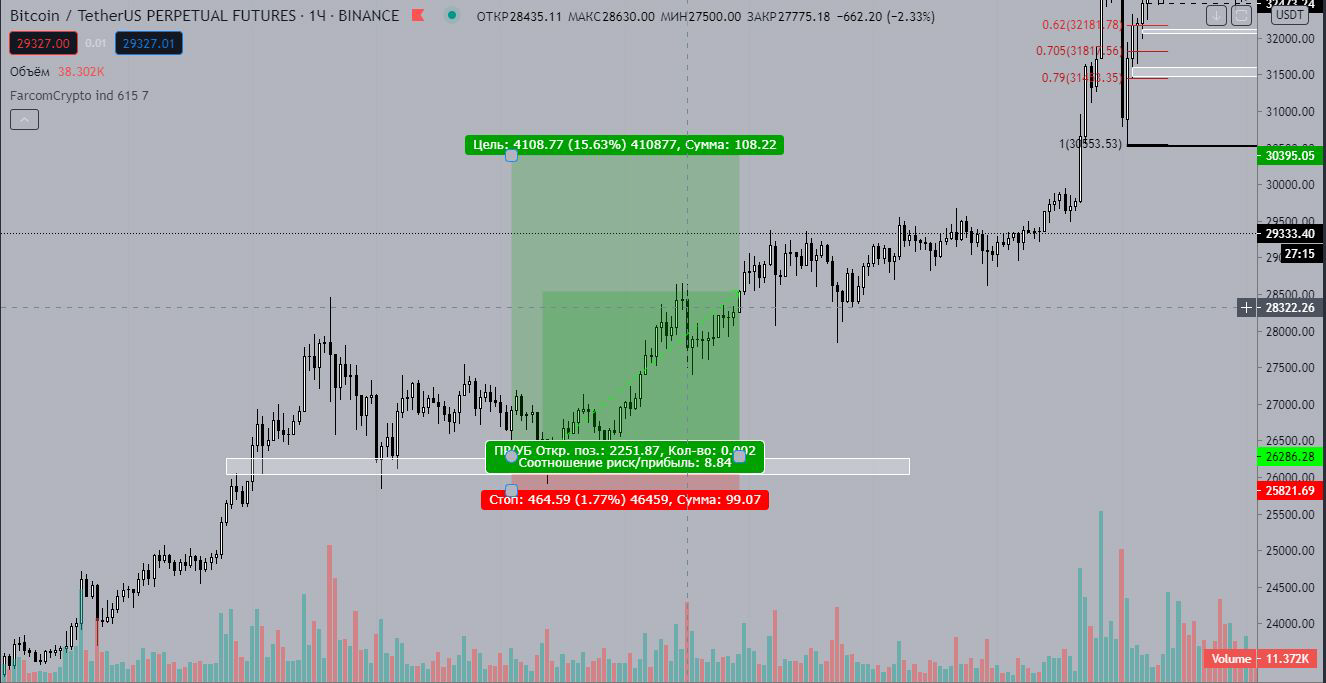 Bitcoin / TetherUS PERPETUAL FUTURES · 1Ч · BINANCE ОТКР28435.11 МАКС28630.00 МИН27500.00 ЗАКР27775.18 −662.20 (−2.33%)
29327.00 0.01 29327.01
Объём 38.302K
FarcomCrypto ind 615 7
32473.24
USDT
0.62(32181.78)
32000.00
0.705(31817.56)
31500.00
0.79(31453.35)
31000.00
1(30553.53)
Цель: 4108.77 (15.63%) 410877, Сумма: 108.22
30395.05
30000.00
29500.00
29333.40
27:15
28500.00
28322.26
28000.00
27500.00
27000.00
26500.00
ПР/УБ Откр. поз.: 2251.87, Кол-во: 0.002
Соотношение риск/прибыль: 8.84
26286.28
26000.00
25821.69
Стоп: 464.59 (1.77%) 46459, Сумма: 99.07
25500.00
25000.00
24500.00
24000.00
Volume 11.372K